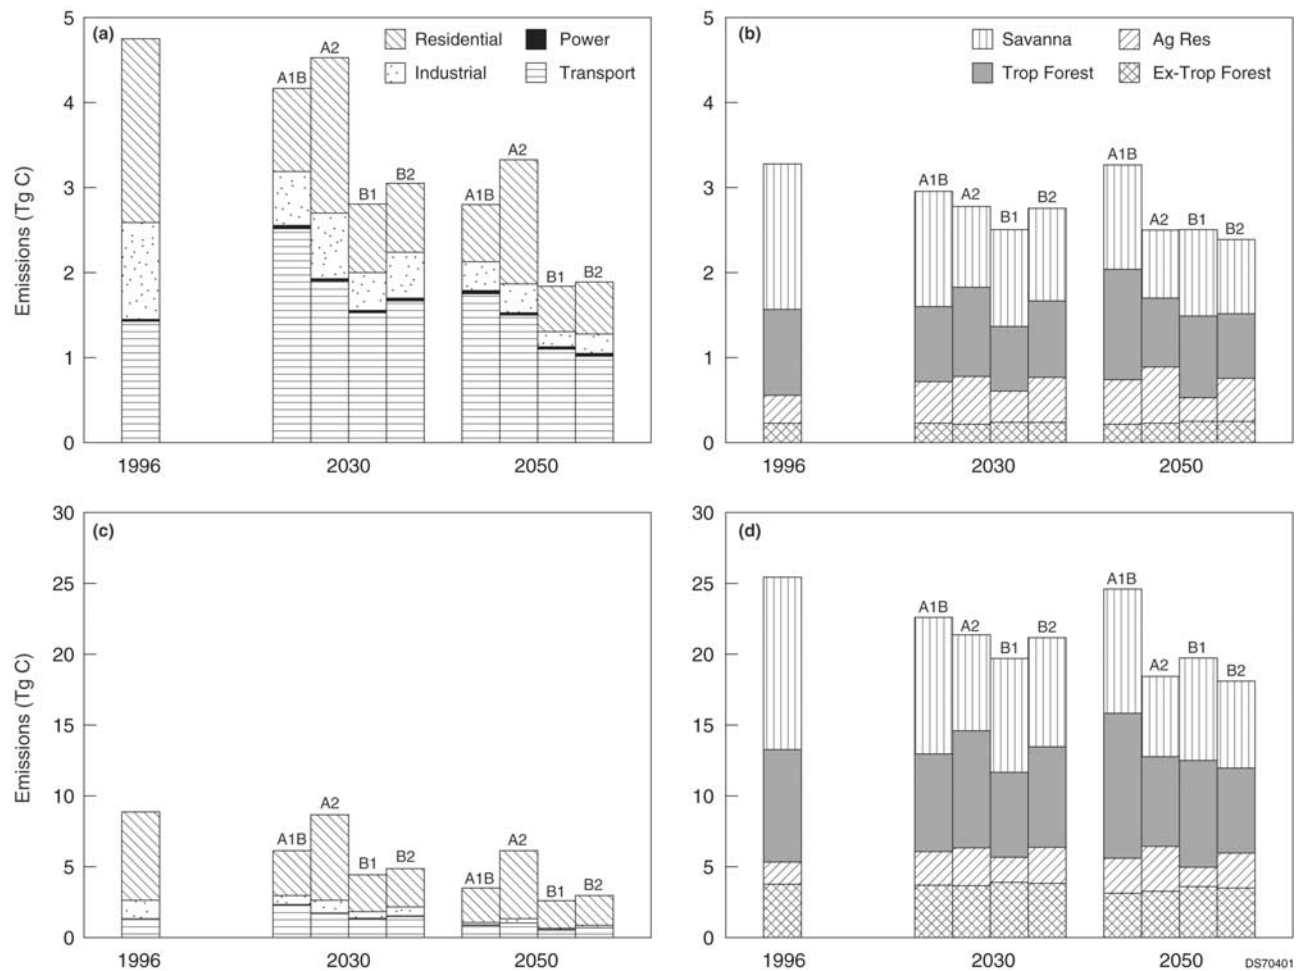 (a)
Residential
Power
Industrial
Transport
Emissions (Tg C)
5
4
3
2
1
0
A1B
A2
B1
B2
A1B
A2
B1
B2
1996
2030
2050
(b)
Savanna
Ag Res
Trop Forest
Ex-Trop Forest
5
4
3
2
1
0
A1B
A2
B1
B2
A1B
A2
B1
B2
1996
2030
2050
(c)
Emissions (Tg C)
30
25
20
15
10
5
0
A1B
A2
B1
B2
A1B
A2
B1
B2
1996
2030
2050
(d)
30
25
20
15
10
5
0
A1B
A2
B1
B2
A1B
A2
B1
B2
1996
2030
2050
DS70401